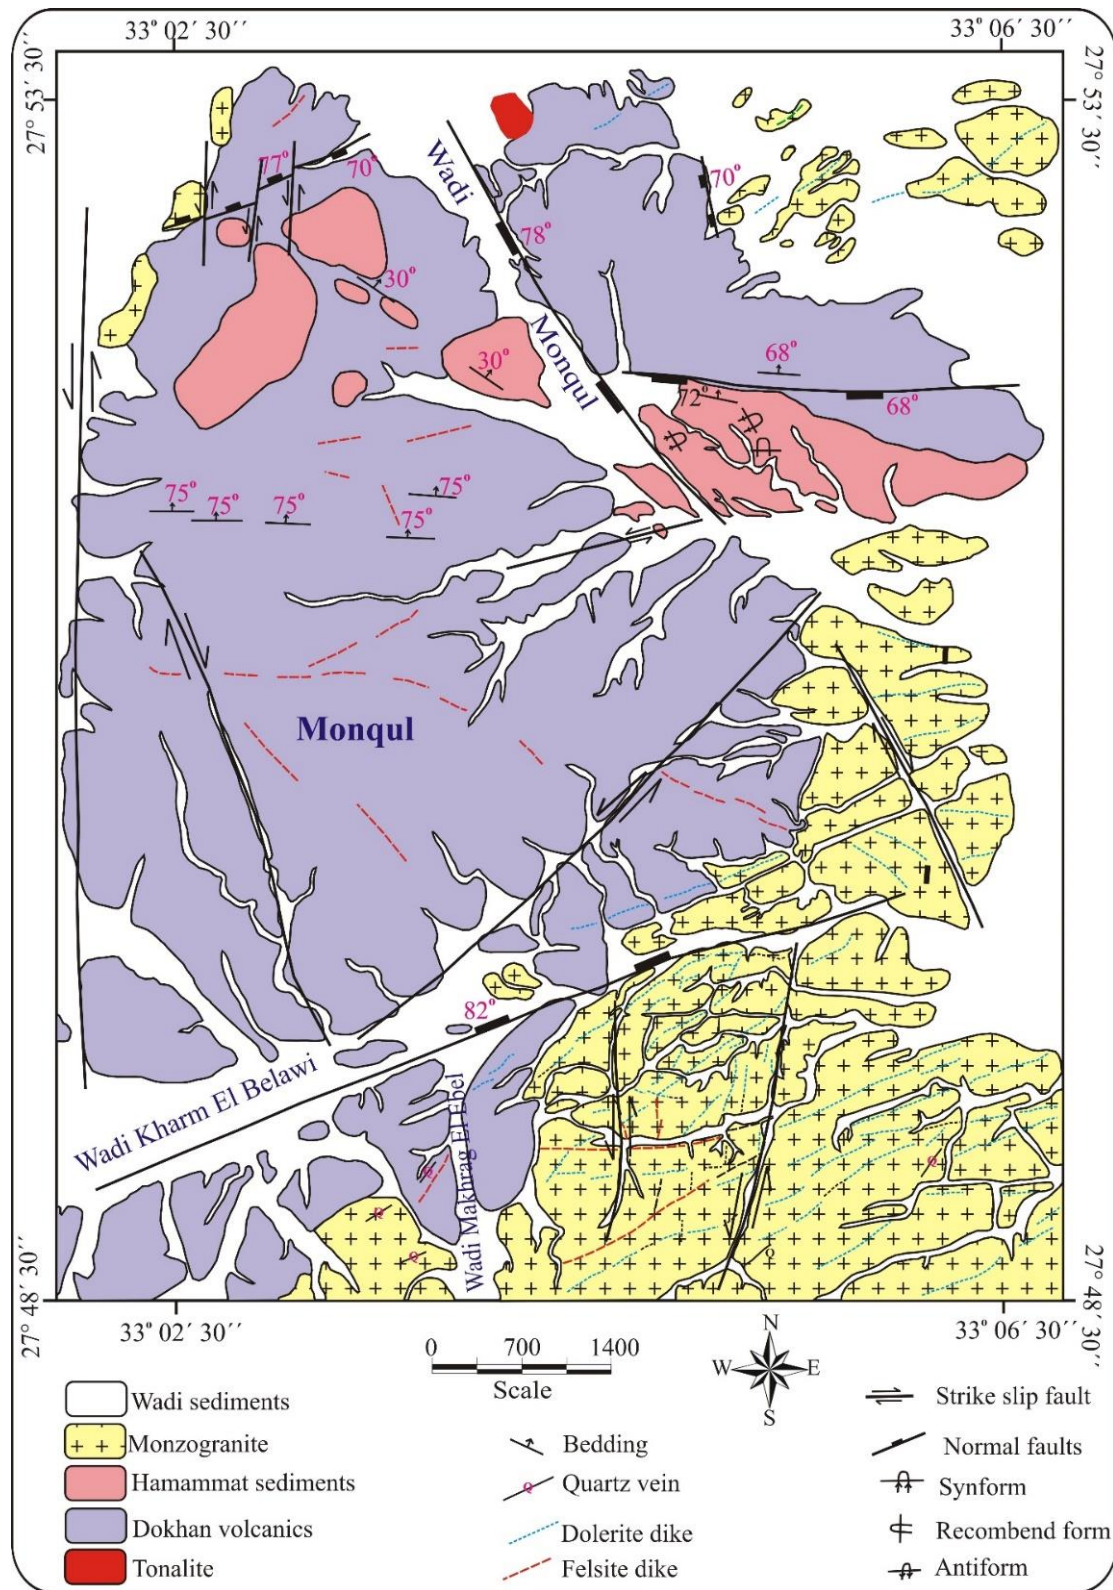 33° 02′ 30′′ 33° 06′ 30′′
27° 53′ 30′′
27° 53′ 30′′
77°
70°
Wadi
70°
78°
30°
Monqul
30°
68°
72°
68°
75°
75°
75°
75°
75°
Monqul
82°
Wadi Kharm El Belawi
Wadi Makhrag El Ebel
Q
Q
Q
Q
Q
27° 48′ 30′′
27° 48′ 30′′
33° 02′ 30′′ 33° 06′ 30′′
0 700 1400
Scale
N
W E
S
Wadi sediments
Monzogranite
Hamammat sediments
Dokhan volcanics
Tonalite
Bedding
Q Quartz vein
Dolerite dike
Felsite dike
Strike slip fault
Normal faults
Synform
Recombend form
Antiform